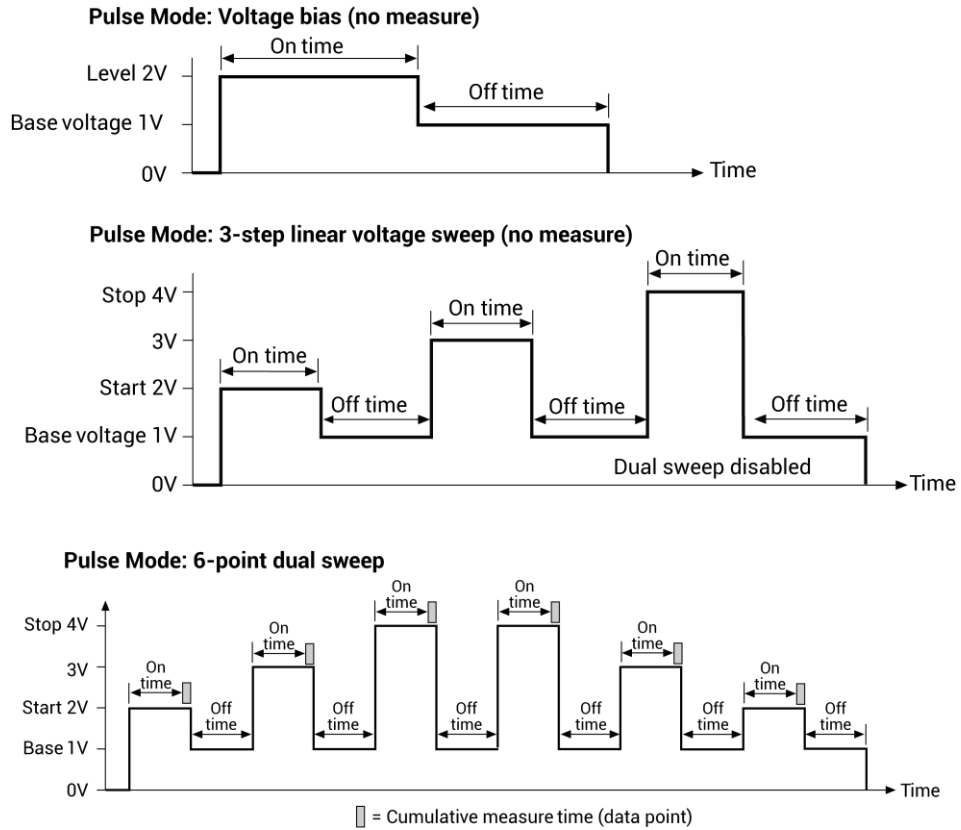 Pulse Mode: Voltage bias (no measure)
On time
Level 2V
Off time
Base voltage 1V
0V
Time
Pulse Mode: 3-step linear voltage sweep (no measure)
On time
Stop 4V
On time
3V
On time
Start 2V
Off time
Off time
Off time
Base voltage 1V
Dual sweep disabled
0V
Time
Pulse Mode: 6-point dual sweep
On
time
On
time
Stop 4V
On
time
On
time
3V
On
time
On
time
Start 2V
Off
time
Off
time
Off
time
Off
time
Off
time
Off
time
Base 1V
0V
Time
= Cumulative measure time (data point)